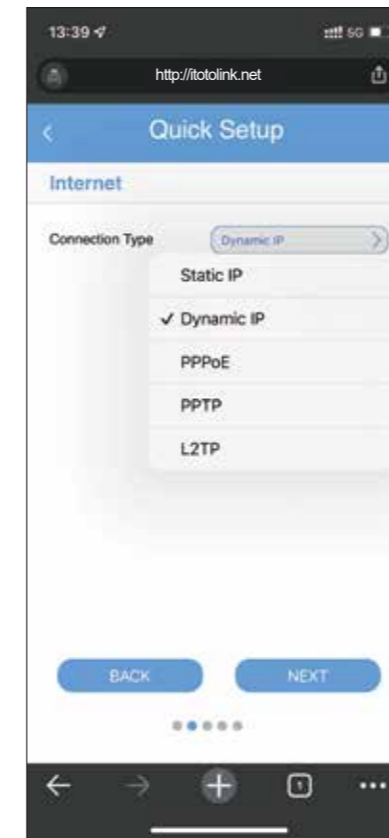 13:39
5G
http://itotolink.net
Quick Setup
Internet
Connection Type Dynamic IP
Static IP
✓ Dynamic IP
PPPoE
PPTP
L2TP
BACK NEXT
1